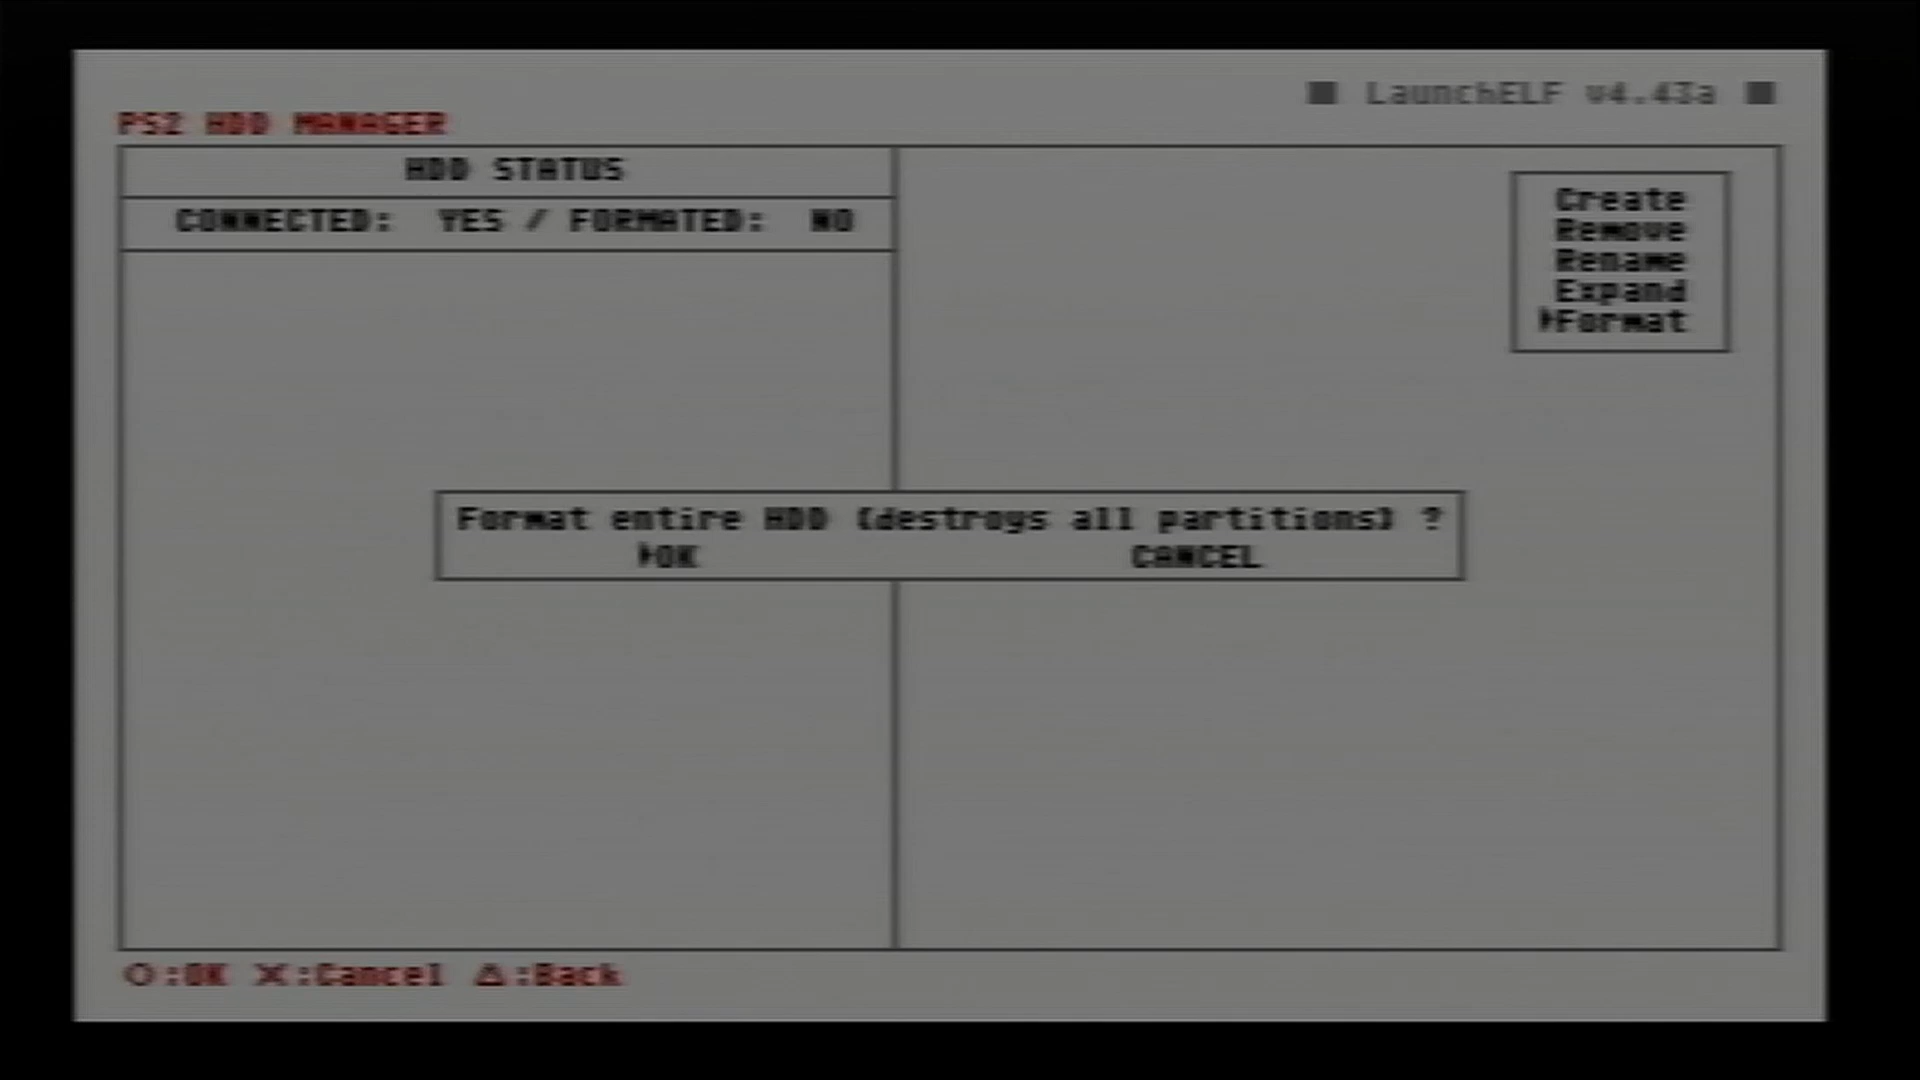 ■ LaunchELF v4.43a ■
PS2 HDD MANAGER
HDD STATUS
CONNECTED: YES / FORMATED: NO
Create
Remove
Rename
Expand
Format
Format entire HDD (destroys all partitions) ?
OK CANCEL
O:OK X:Cancel Δ:Back